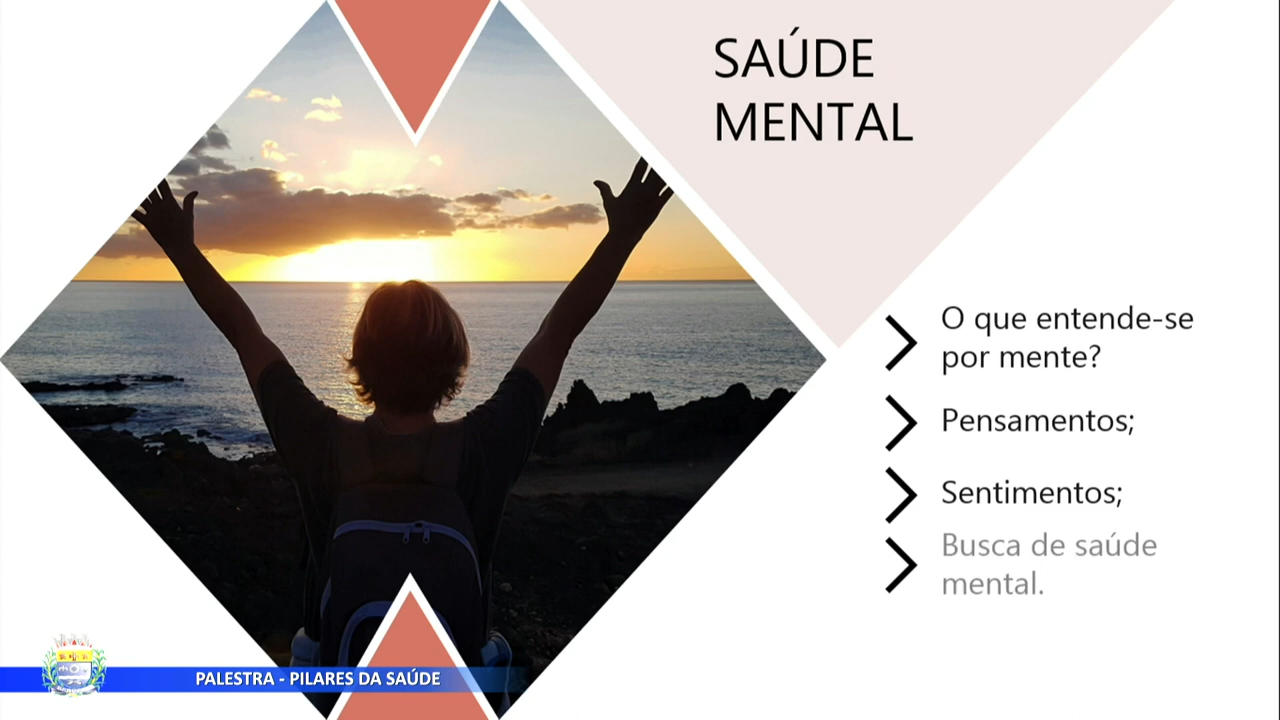 SAÚDE
MENTAL
O que entende-se
por mente?
Pensamentos;
Sentimentos;
Busca de saúde
mental.
PALESTRA - PILARES DA SAÚDE